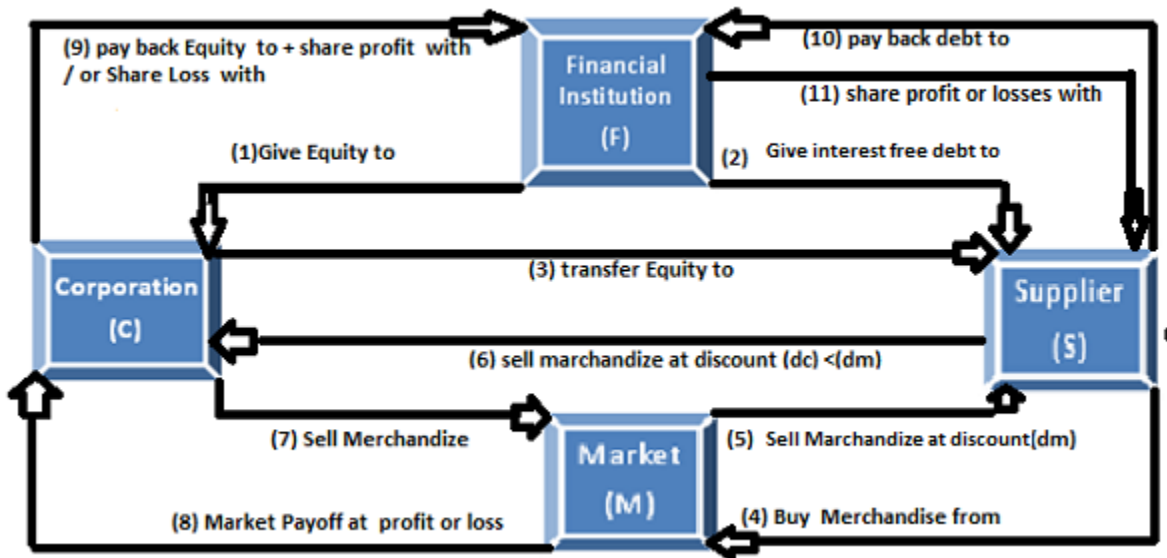 (9) pay back Equity to + share profit with
/ or Share Loss with
Financial
Institution
(F)
(10) pay back debt to
(11) share profit or losses with
(1)Give Equity to
(2) Give interest free debt to
(3) transfer Equity to
Corporation
(C)
Supplier
(S)
(6) sell marchandize at discount (dc) <(dm)
(7) Sell Merchandize
Market
(M)
(5) Sell Marchandize at discount(dm)
(8) Market Payoff at profit or loss
(4) Buy Merchandise from